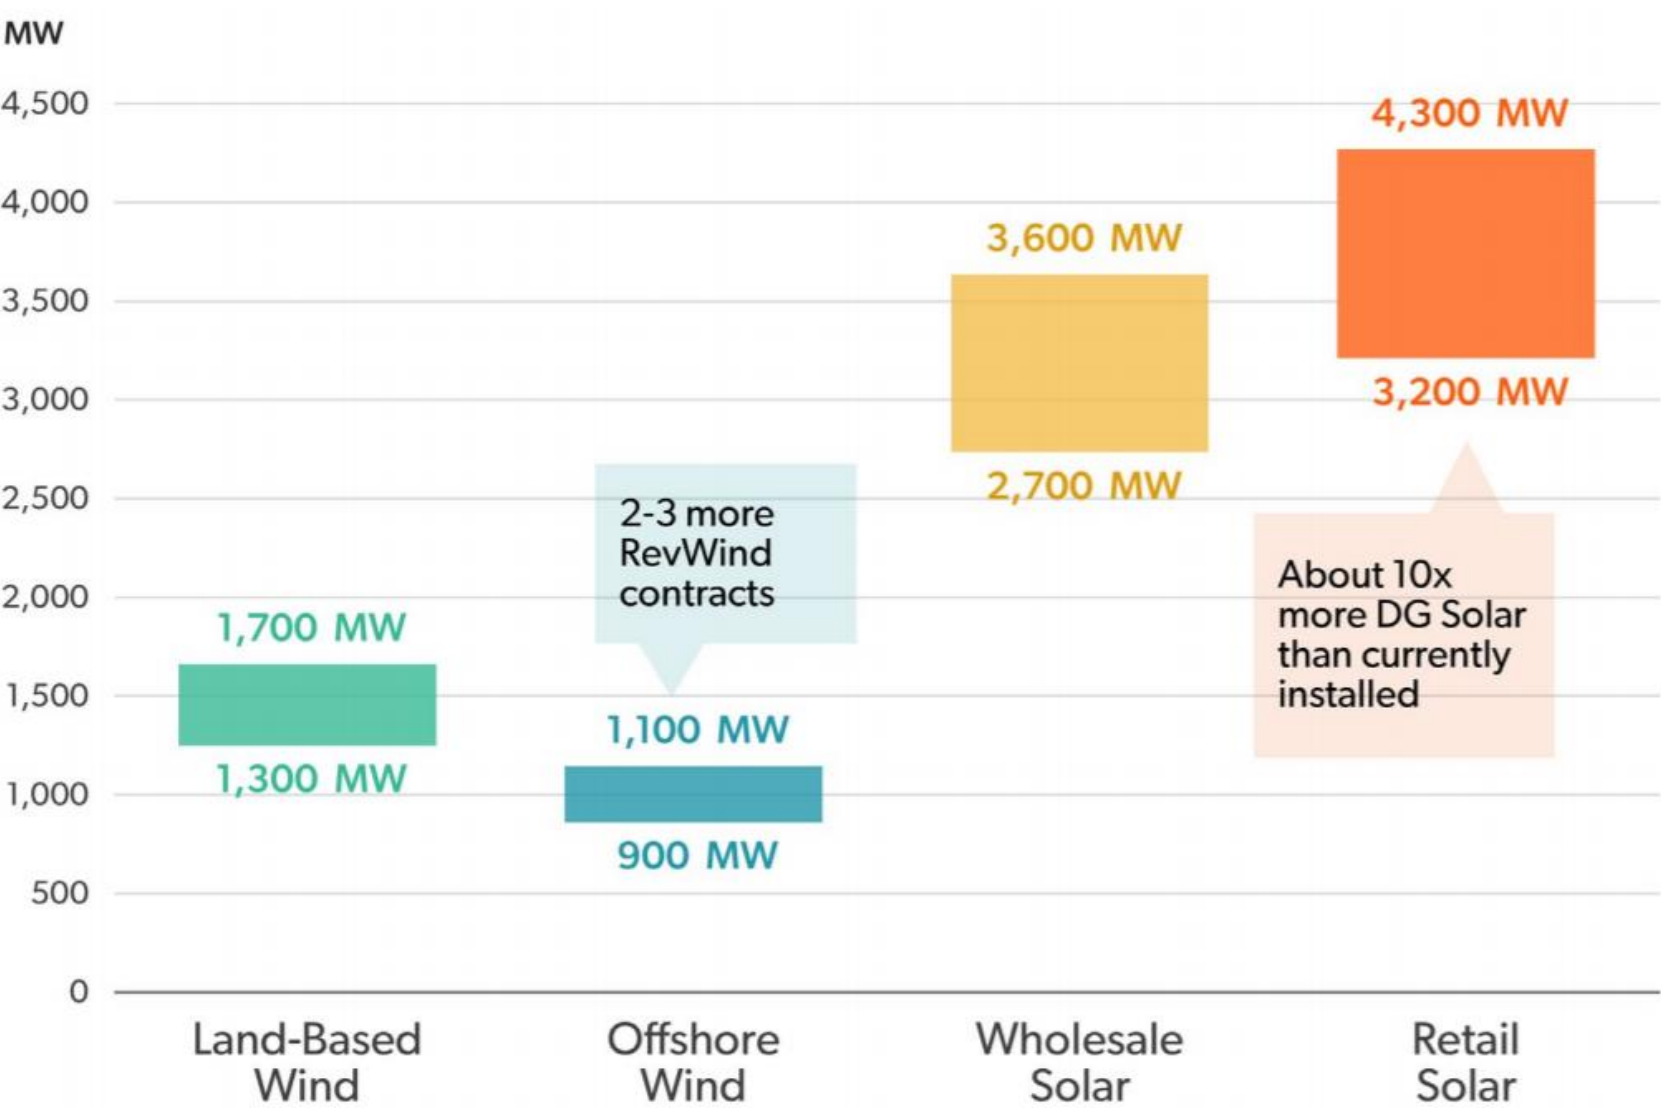 MW
4,500
4,000
3,500
3,000
2,500
2,000
1,500
1,000
500
0
1,700 MW
1,300 MW
2-3 more
RevWind
contracts
1,100 MW
900 MW
3,600 MW
2,700 MW
4,300 MW
3,200 MW
About 10x
more DG Solar
than currently
installed
Land-Based
Wind
Offshore
Wind
Wholesale
Solar
Retail
Solar